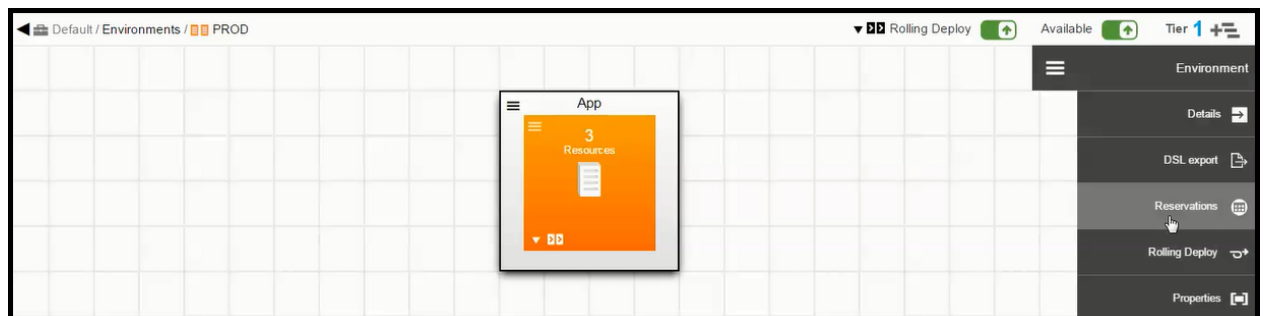 Default / Environments / PROD
Rolling Deploy
Available
Tier 1
Environment
App
3
Resources
Details
DSL export
Reservations
Rolling Deploy
Properties